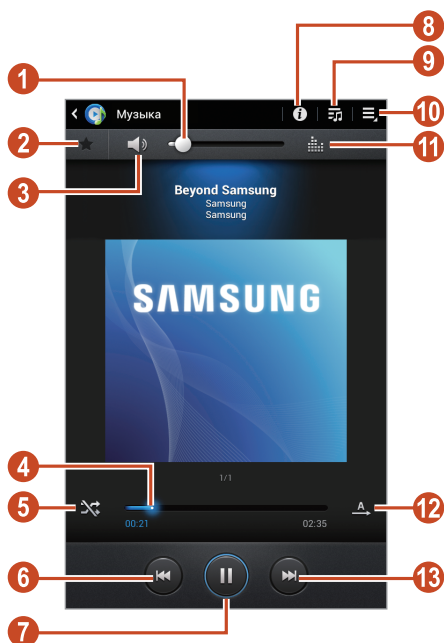 8
9
1
Музыка
10
2
11
3
Beyond Samsung
Samsung
Samsung
SAMSUNG
4
1/1
5
A
12
00:21
02:35
6
13
7